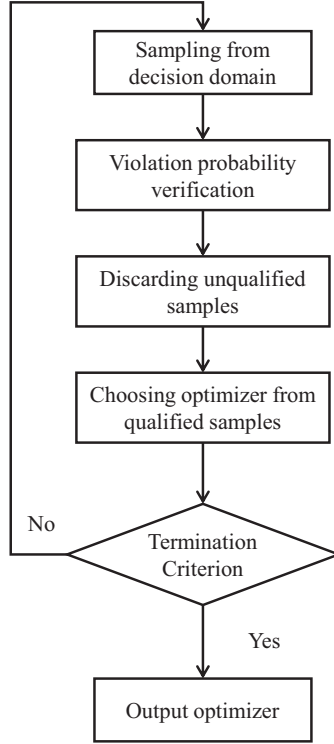 Sampling from
decision domain
Violation probability
verification
Discarding unqualified
samples
Choosing optimizer from
qualified samples
No
Termination
Criterion
Yes
Output optimizer